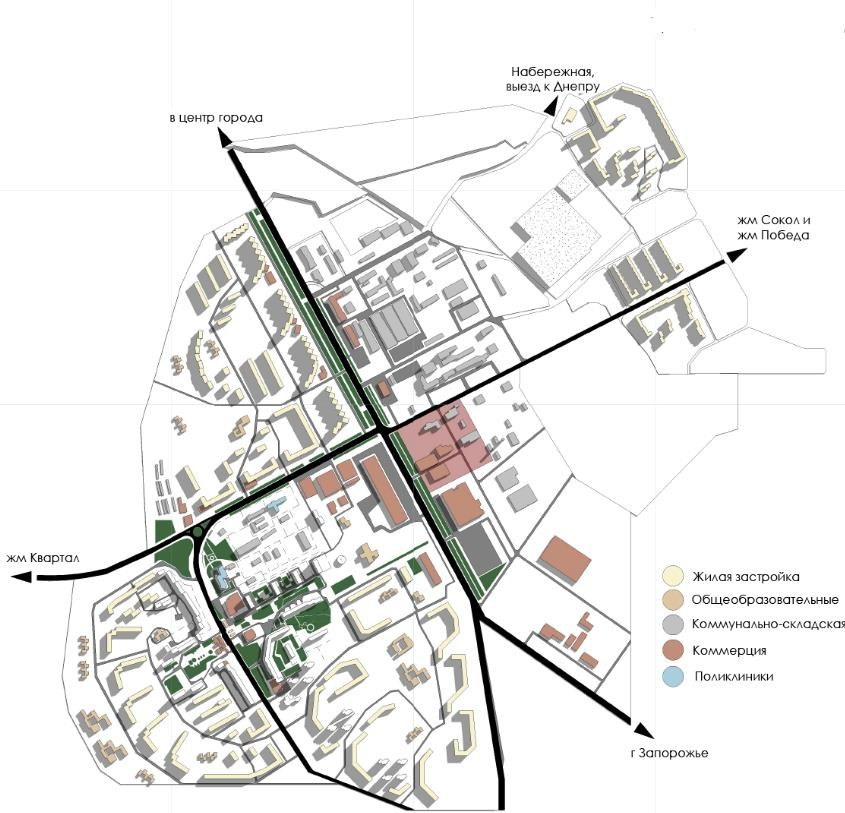 Набережная,
выезд к Днепру
в центр города
жм Сокол и
жм Победа
жм Квартал
Жилая застройка
Общеобразовательные
Коммунально-складская
Коммерция
Поликлиники
г Запорожье